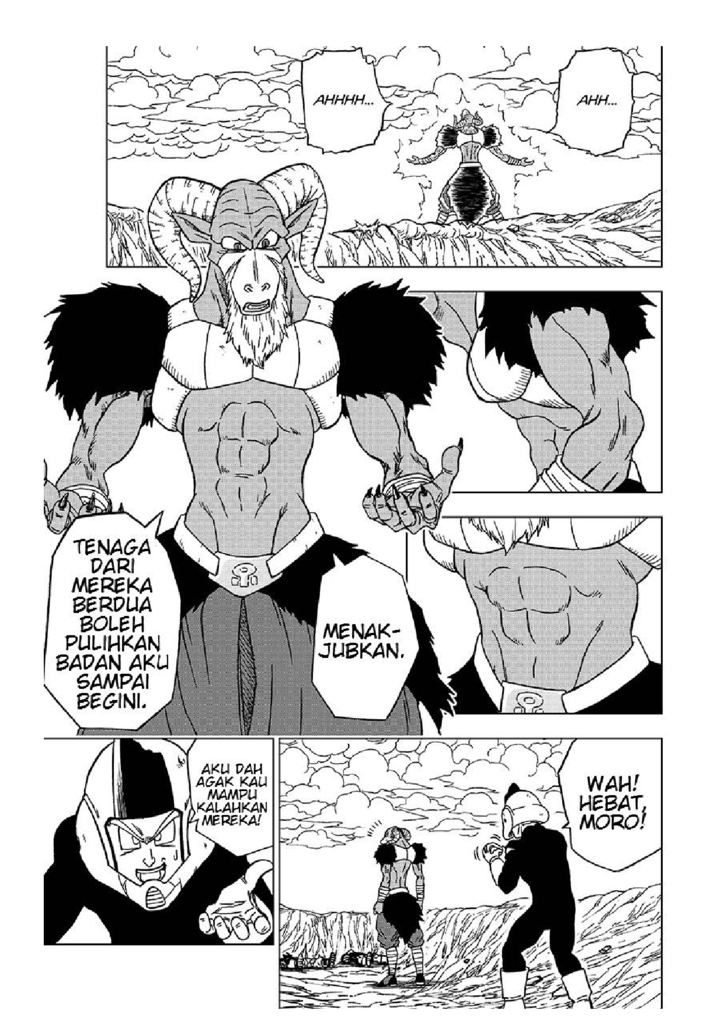 AHH...
AHHHH...
MENAK-
JUBKAN.
TENAGA
DARI
MEREKA
BERDUA
BOLEH
PULIHKAN
BADAN AKU
SAMPAI
BEGINI.
WAH!
HEBAT,
MORO!
AKU DAH
AGAK KAU
MAMPU
KALAHKAN
MEREKA!